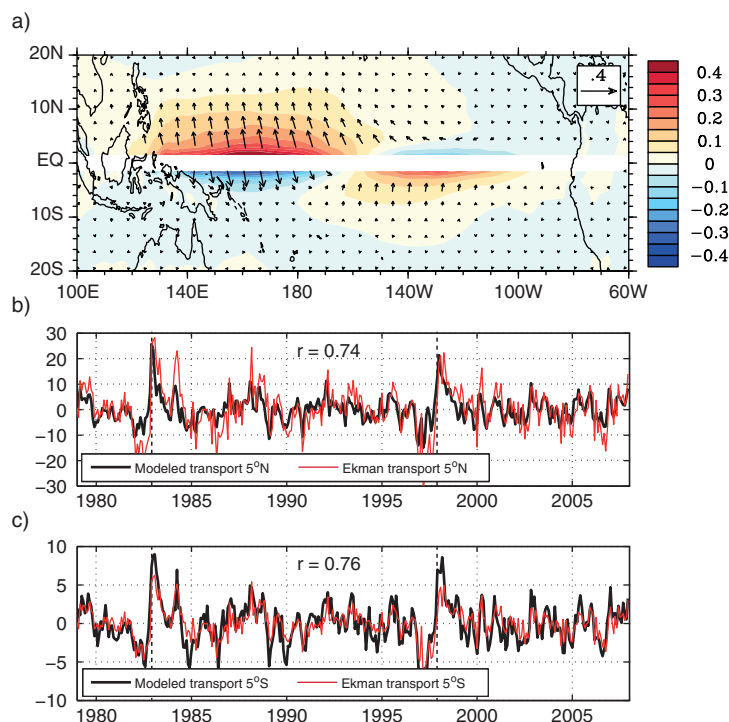 a)
20N
10N
EQ
10S
20S
100E 140E 180 140W 100W 60W
.4
0.4
0.3
0.2
0.1
0
-0.1
-0.2
-0.3
-0.4
b)
30
20
10
0
−10
−20
−30
r = 0.74
Modeled transport 5°N Ekman transport 5°N
1980 1985 1990 1995 2000 2005
c)
10
5
0
−5
−10
r = 0.76
Modeled transport 5°S Ekman transport 5°S
1980 1985 1990 1995 2000 2005